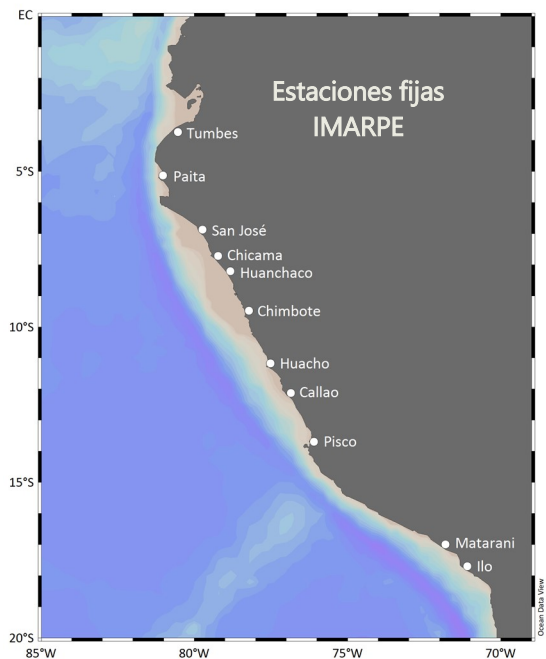 EC
Estaciones fijas
IMARPE
Tumbes
5°S
Paita
San José
Chicama
Huanchaco
Chimbote
10°S
Huacho
Callao
Pisco
15°S
Matarani
Ilo
20°S
85°W
80°W
75°W
70°W
Ocean Data View